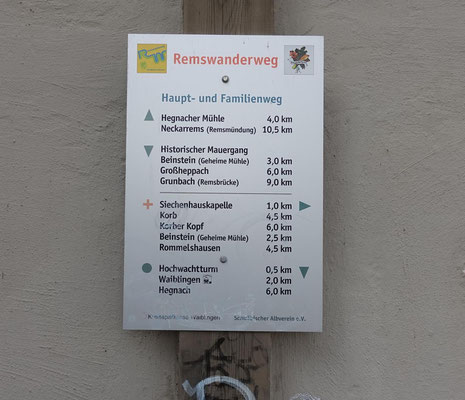 Remswanderweg
Haupt- und Familienweg
Hegnacher Mühle 4,0 km
Neckarrems (Remsmündung) 10,5 km
Historischer Mauergang
Beinstein (Geheime Mühle) 3,0 km
Großheppach 6,0 km
Grunbach (Remsbrücke) 9,0 km
Siechenhauskapelle 1,0 km
Korb 4,5 km
Korber Kopf 6,0 km
Beinstein (Geheime Mühle) 2,5 km
Rommelshausen 4,5 km
Hochwachtturm 0,5 km
Waiblingen 2,0 km
Hegnach 6,0 km
Waiblingen Schwäbischer Albverein e.V.